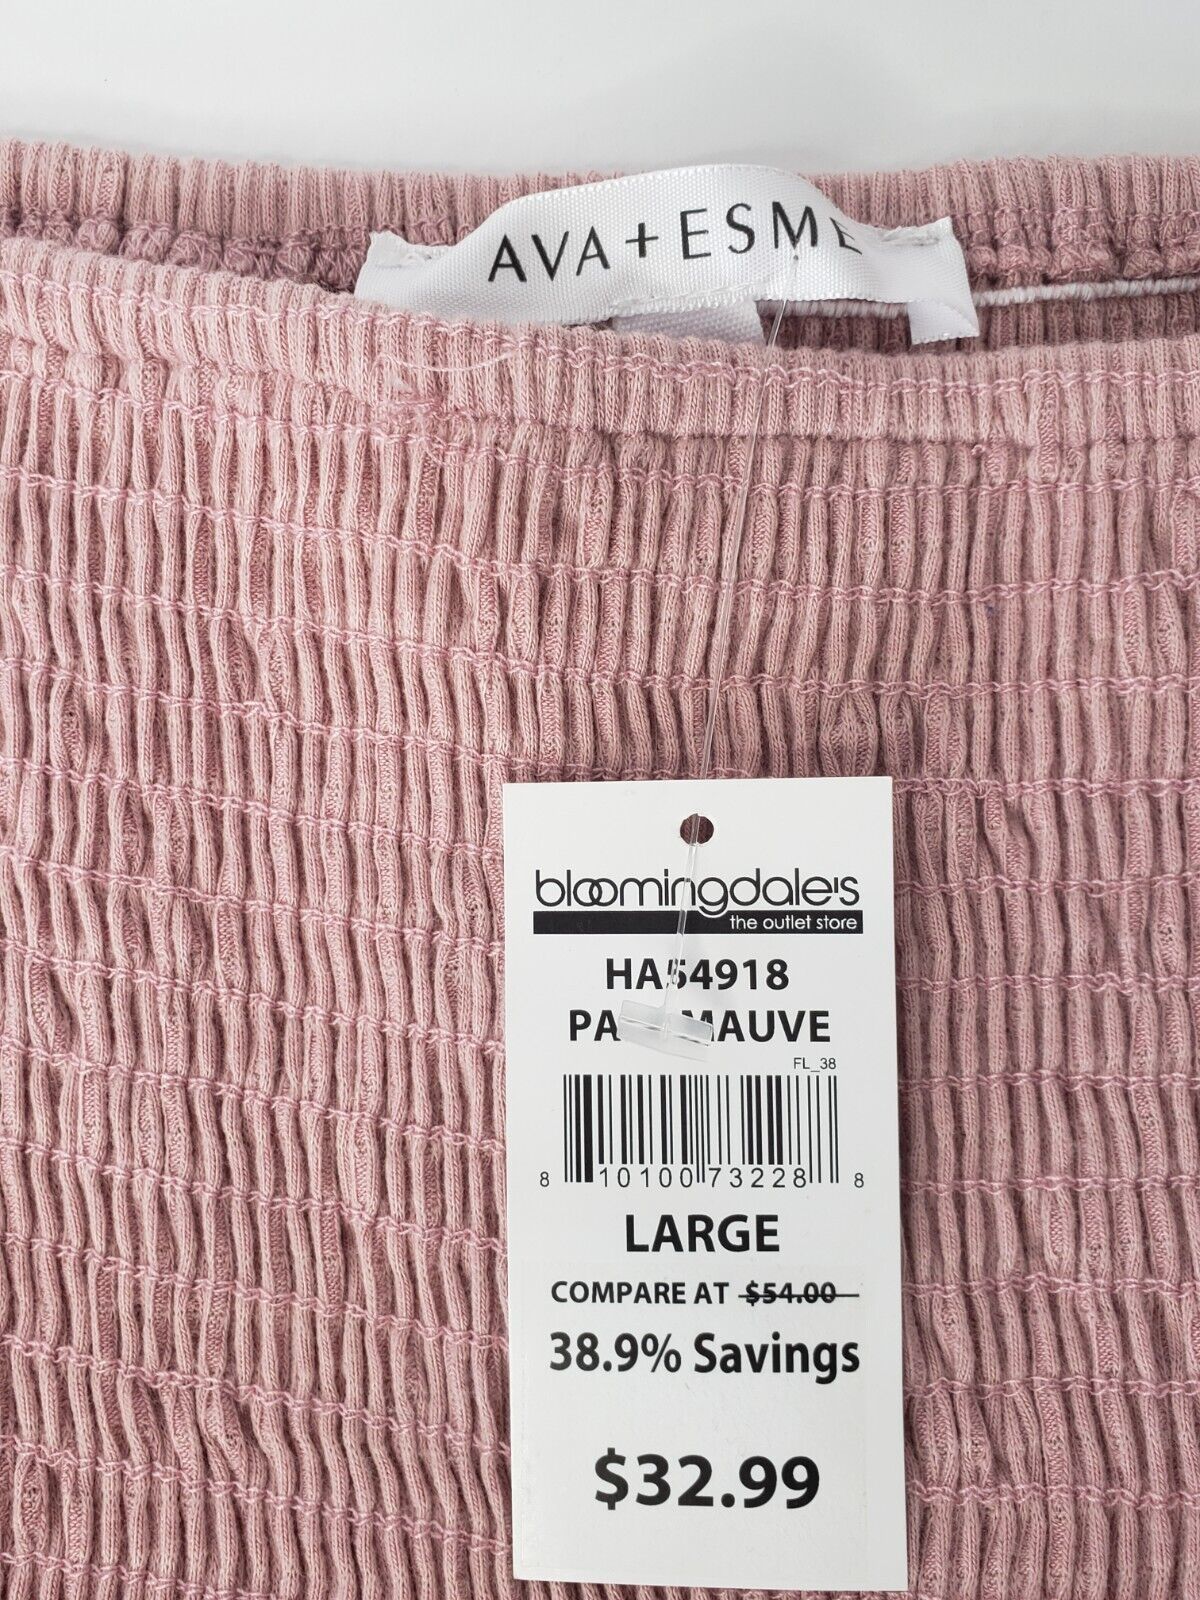 AVA + ESME
bloomingdale's
the outlet store
HA54918
MAUVE
FL_38
8 10100 73228 8
LARGE
COMPARE AT $54.00
38.9% Savings
$32.99